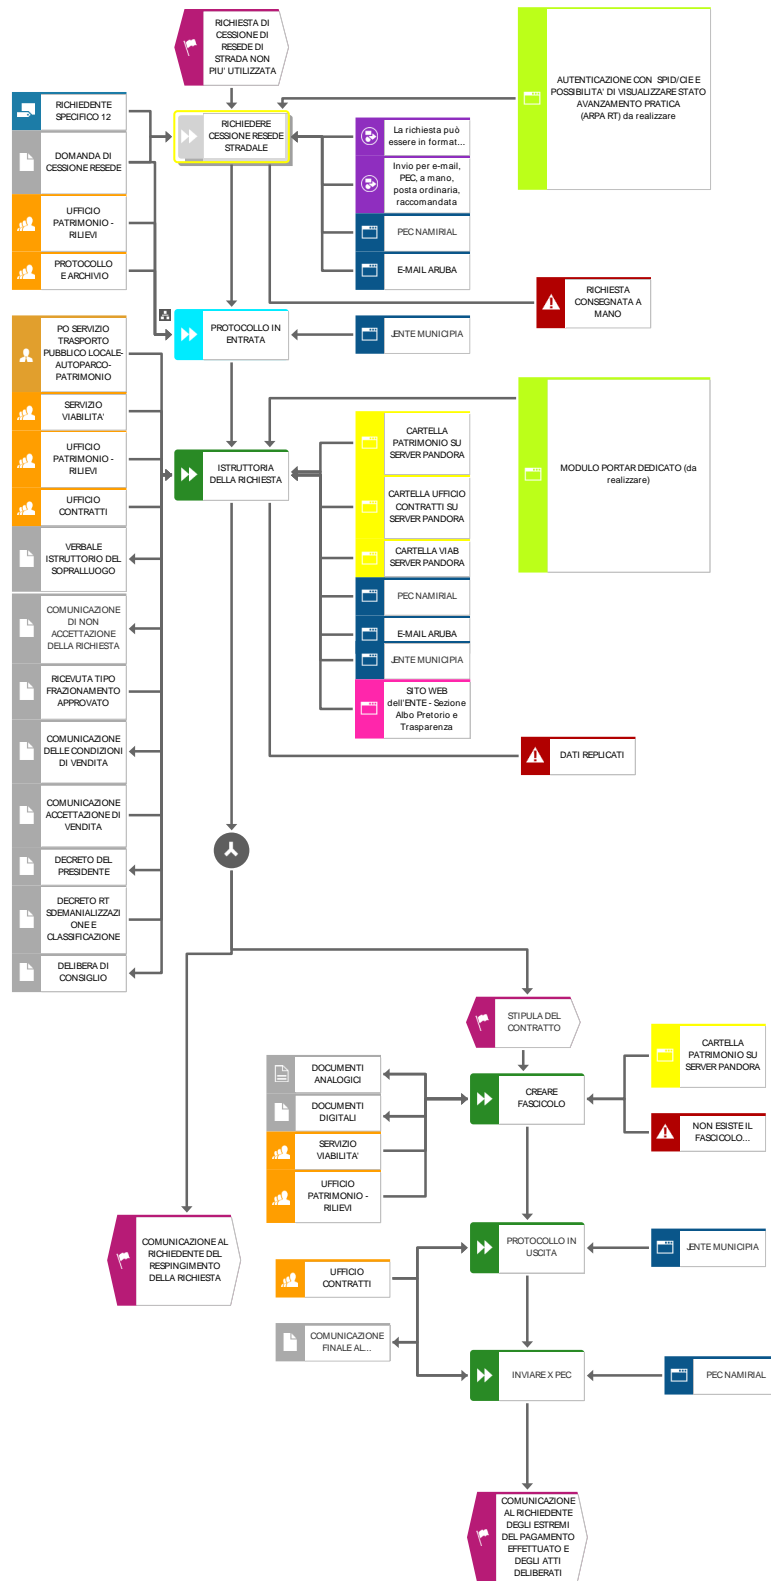 RICHIESTA DI
CESSIONE DI
RESEDE DI
STRADA NON
PIU' UTILIZZATA
AUTENTICAZIONE CON SPID/CIE E
POSSIBILITA' DI VISUALIZZARE STATO
AVANZAMENTO PRATICA
(ARPA RT) da realizzare
RICHIEDENTE
SPECIFICO 12
RICHIEDERE
CESSIONE RESEDE
STRADALE
La richiesta può
essere in format...
DOMANDA DI
CESSIONE RESEDE
Invio per e-mail,
PEC, a mano,
posta ordinaria,
raccomandata
UFFICIO
PATRIMONIO -
RILIEVI
PEC NAMIRIAL
PROTOCOLLO
E ARCHIVIO
E-MAIL ARUBA
RICHIESTA
CONSEGNATA A
MANO
PO SERVIZIO
TRASPORTO
PUBBLICO LOCALE-
AUTOPARCO-
PATRIMONIO
PROTOCOLLO IN
ENTRATA
JENTE MUNICIPIA
SERVIZIO
VIABILITA'
UFFICIO
PATRIMONIO -
RILIEVI
UFFICIO
CONTRATTI
ISTRUTTORIA
DELLA RICHIESTA
CARTELLA
PATRIMONIO SU
SERVER PANDORA
CARTELLA UFFICIO
CONTRATTI SU
SERVER PANDORA
CARTELLA VIAB
SERVER PANDORA
PEC NAMIRIAL
E-MAIL ARUBA
JENTE MUNICIPIA
SITO WEB
dell'ENTE - Sezione
Albo Pretorio e
Trasparenza
MODULO PORTAR DEDICATO (da
realizzare)
VERBALE
ISTRUTTORIO DEL
SOPRALLUOGO
COMUNICAZIONE
DI NON
ACCETTAZIONE
DELLA RICHIESTA
RICEVUTA TIPO
FRAZIONAMENTO
APPROVATO
COMUNICAZIONE
DELLE CONDIZIONI
DI VENDITA
DATI REPLICATI
COMUNICAZIONE
ACCETTAZIONE DI
VENDITA
DECRETO DEL
PRESIDENTE
DECRETO RT
SDEMANIALIZZAZI
ONE E
CLASSIFICAZIONE
DELIBERA DI
CONSIGLIO
STIPULA DEL
CONTRATTO
CARTELLA
PATRIMONIO SU
SERVER PANDORA
DOCUMENTI
ANALOGICI
DOCUMENTI
DIGITALI
CREARE
FASCICOLO
NON ESISTE IL
FASCICOLO...
SERVIZIO
VIABILITA'
UFFICIO
PATRIMONIO -
RILIEVI
COMUNICAZIONE AL
RICHIEDENTE DEL
RESPINGIMENTO
DELLA RICHIESTA
PROTOCOLLO IN
USCITA
JENTE MUNICIPIA
UFFICIO
CONTRATTI
COMUNICAZIONE
FINALE AL...
INVIARE X PEC
PEC NAMIRIAL
COMUNICAZIONE
AL RICHIEDENTE
DEGLI ESTREMI
DEL PAGAMENTO
EFFETTUATO E
DEGLI ATTI
DELIBERATI